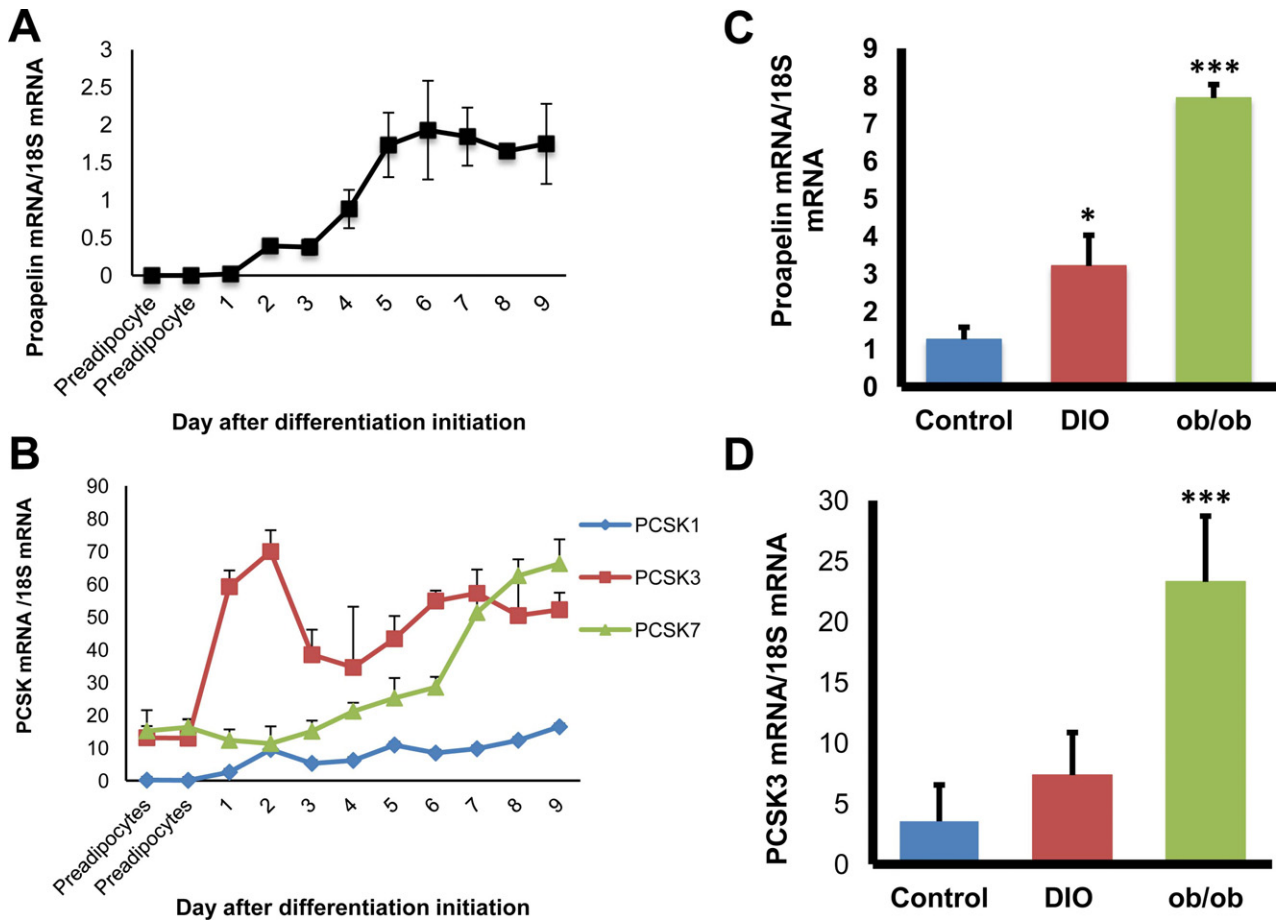 A
Proapelin mRNA/18S mRNA
3
2.5
2
1.5
1
0.5
0
Preadipocyte
Preadipocyte
1
2
3
4
5
6
7
8
9
Day after differentiation initiation
B
PCSK mRNA /18S mRNA
90
80
70
60
50
40
30
20
10
0
PCSK1
PCSK3
PCSK7
Preadipocytes
Preadipocytes
1
2
3
4
5
6
7
8
9
Day after differentiation initiation
C
Proapelin mRNA/18S
mRNA
9
8
7
6
5
4
3
2
1
0
*
***
Control DIO ob/ob
D
PCSK3 mRNA/18S mRNA
30
25
20
15
10
5
0
***
Control DIO ob/ob